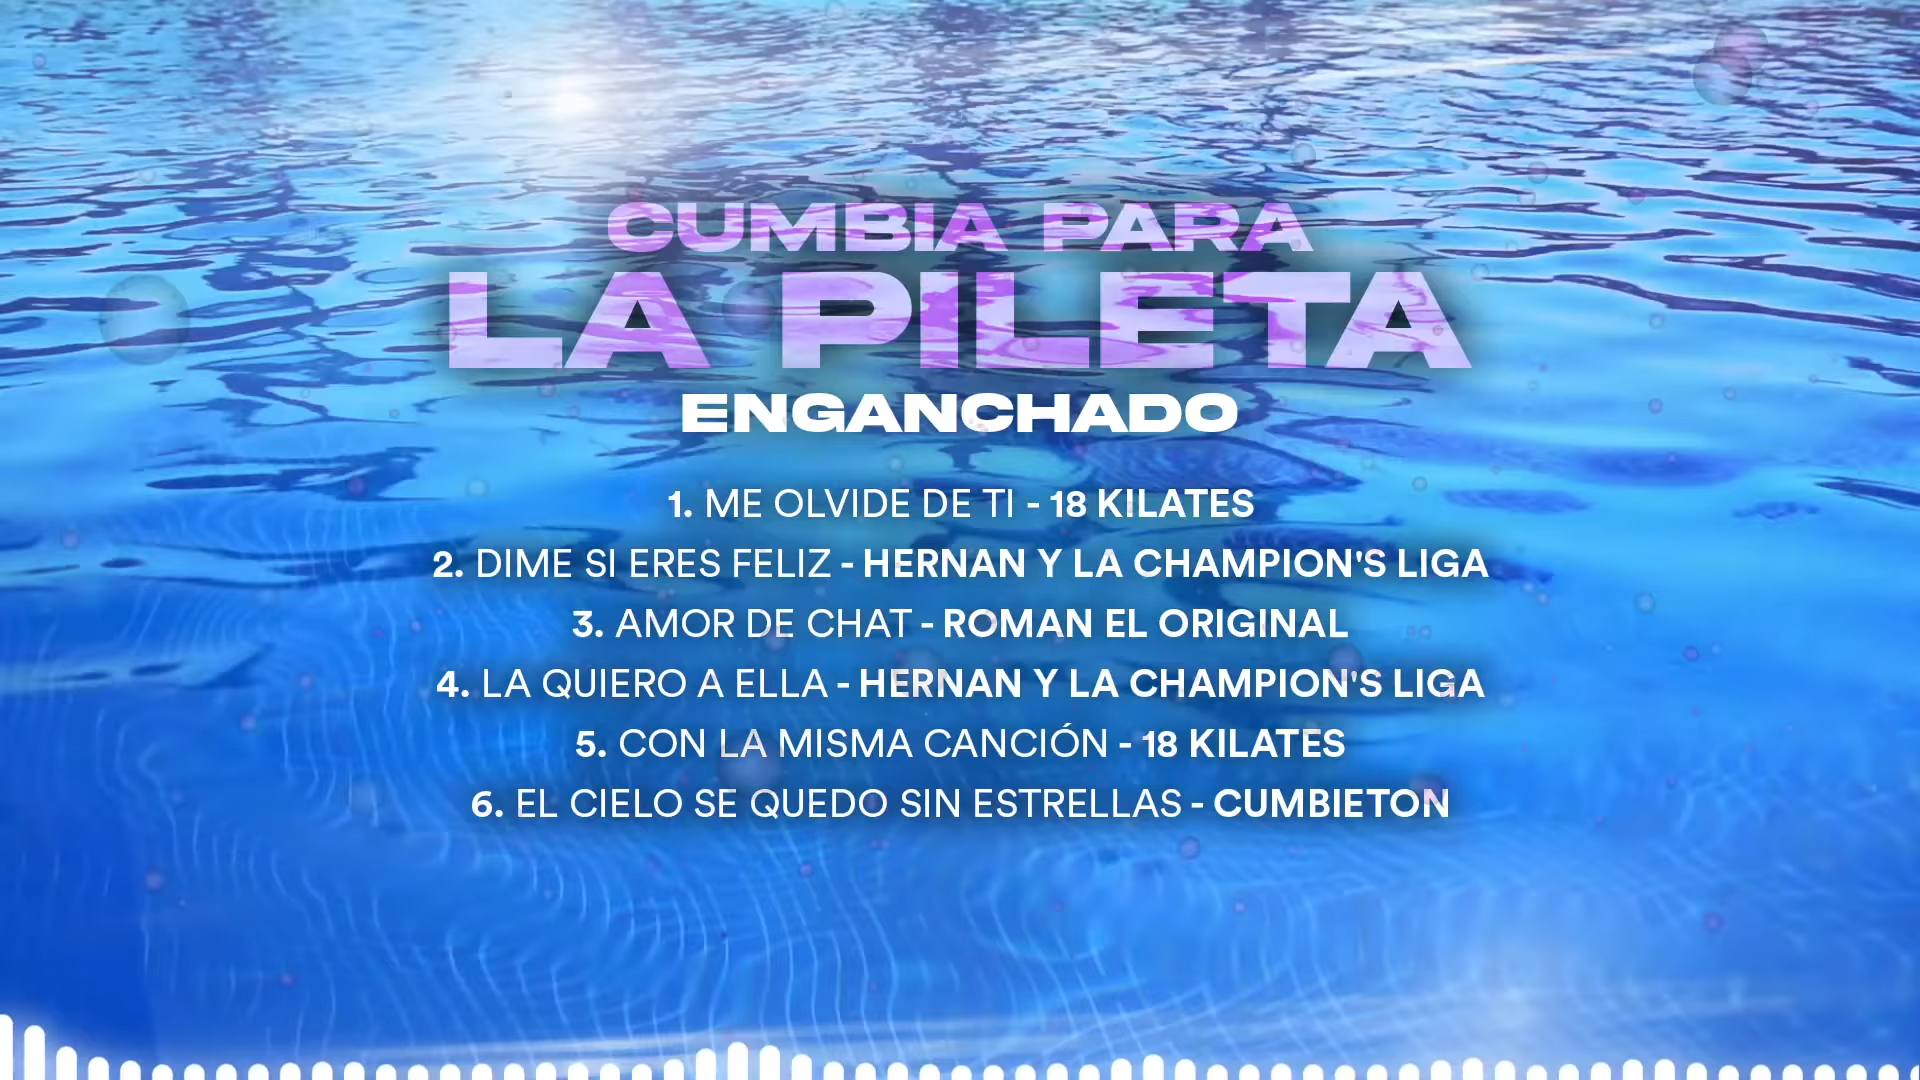 CUMBIA PARA
LA PILETA
ENGANCHADO
1. ME OLVIDE DE TI - 18 KILATES
2. DIME SI ERES FELIZ - HERNAN Y LA CHAMPION'S LIGA
3. AMOR DE CHAT - ROMAN EL ORIGINAL
4. LA QUIERO A ELLA - HERNAN Y LA CHAMPION'S LIGA
5. CON LA MISMA CANCIÓN - 18 KILATES
6. EL CIELO SE QUEDO SIN ESTRELLAS - CUMBIETON